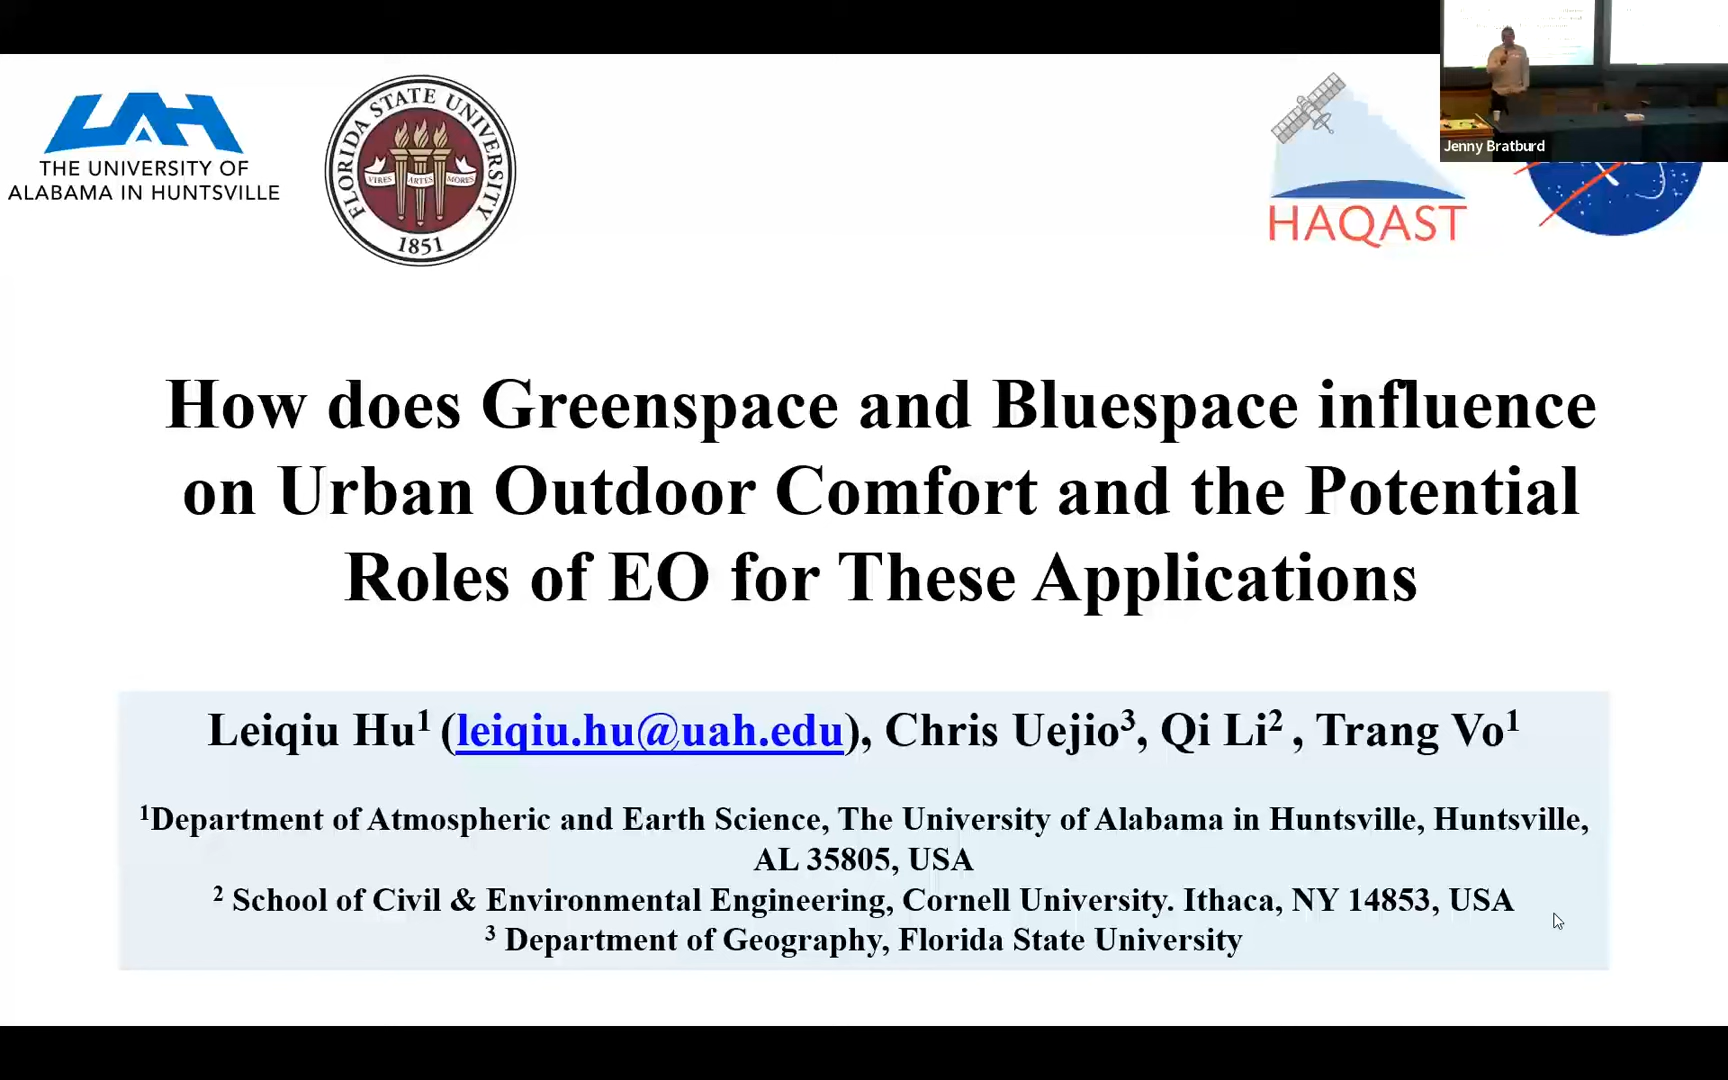 UAH
THE UNIVERSITY OF
ALABAMA IN HUNTSVILLE
FLORIDA STATE UNIVERSITY
VIRES ARTES MORES
1851
HAQAST
Jenny Bratburd
How does Greenspace and Bluespace influence
on Urban Outdoor Comfort and the Potential
Roles of EO for These Applications
Leiqiu Hu¹ (leiqiu.hu@uah.edu), Chris Uejio³, Qi Li² , Trang Vo¹
¹Department of Atmospheric and Earth Science, The University of Alabama in Huntsville, Huntsville,
AL 35805, USA
² School of Civil & Environmental Engineering, Cornell University. Ithaca, NY 14853, USA
³ Department of Geography, Florida State University